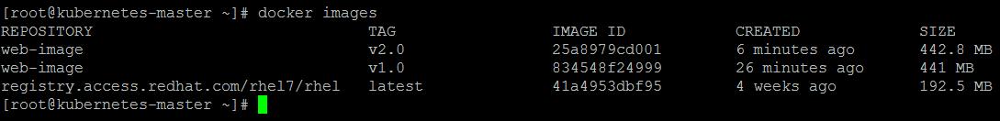 [root@kubernetes-master ~]# docker images
REPOSITORY TAG IMAGE ID CREATED SIZE
web-image v2.0 25a8979cd001 6 minutes ago 442.8 MB
web-image v1.0 834548f24999 26 minutes ago 441 MB
registry.access.redhat.com/rhel7/rhel latest 41a4953dbf95 4 weeks ago 192.5 MB
[root@kubernetes-master ~]#